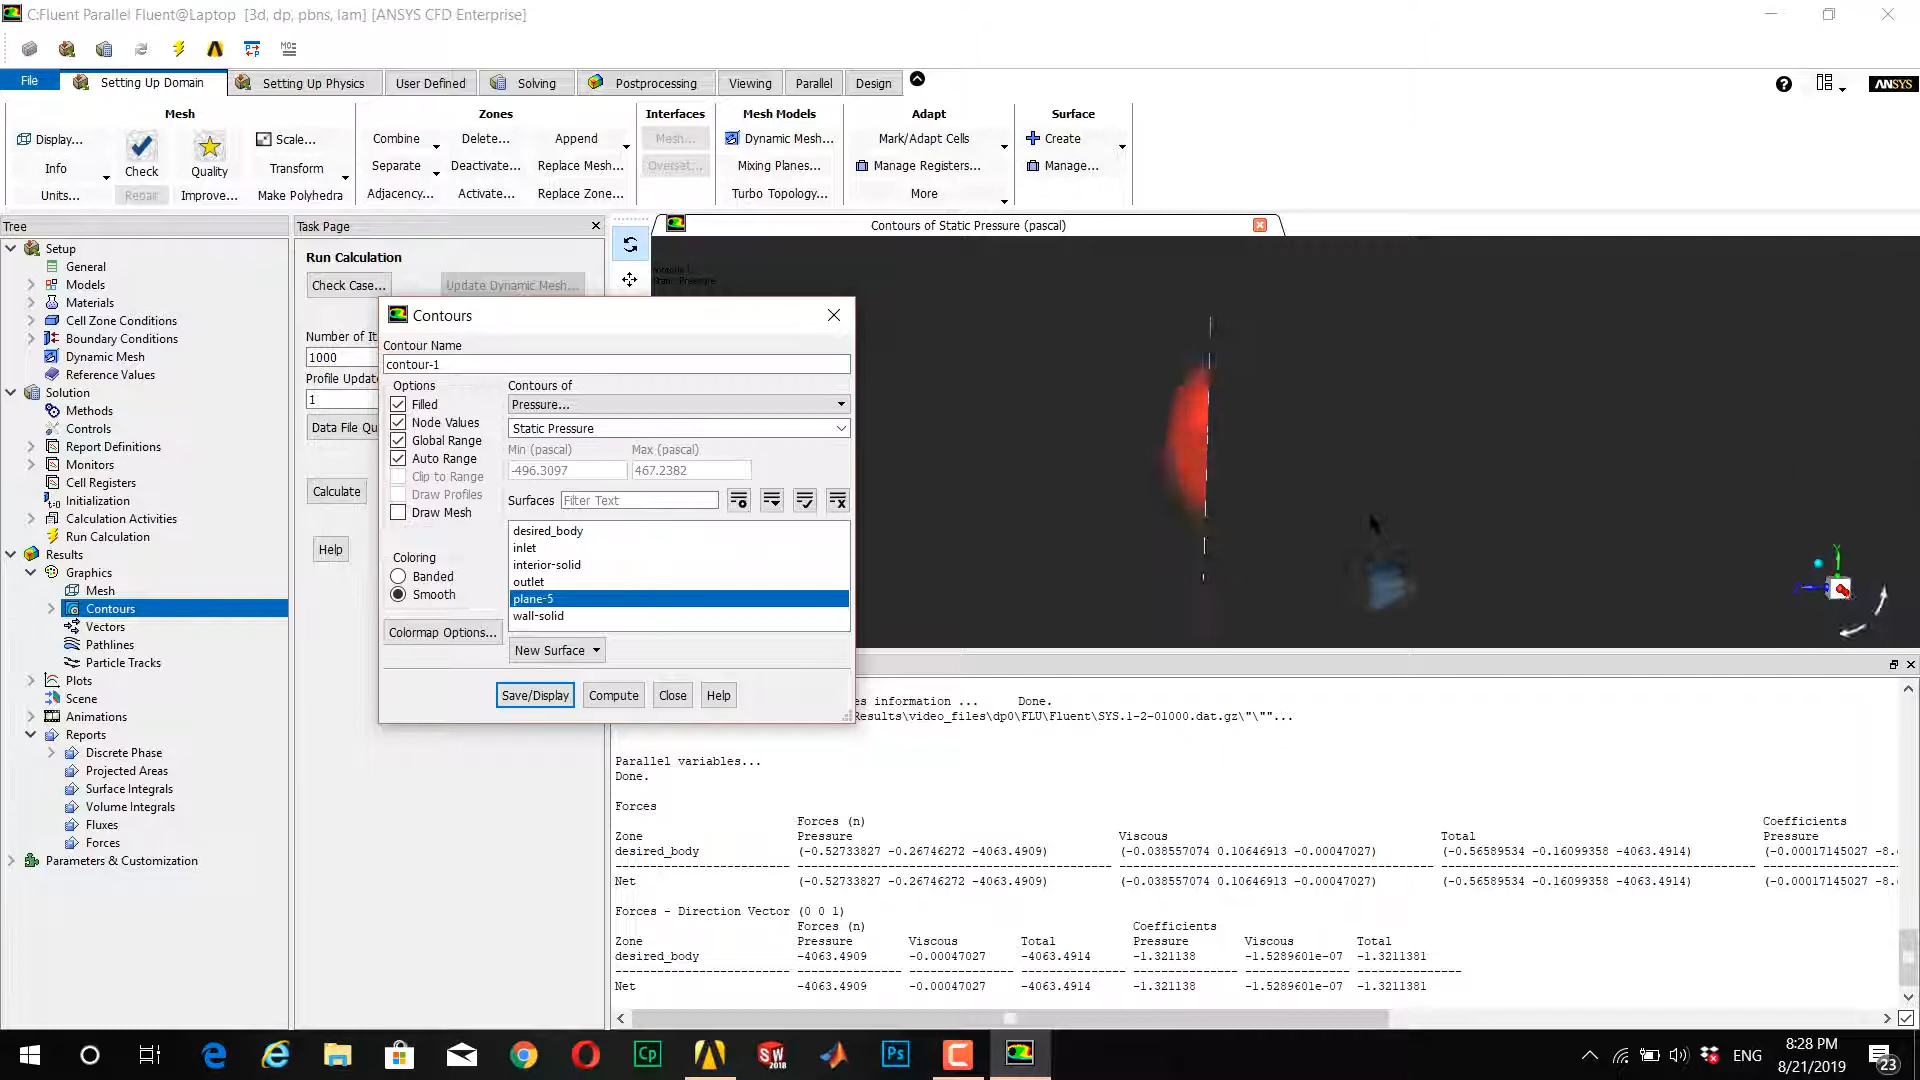 C:Fluent Parallel Fluent@Laptop [3d, dp, pbns, lam] [ANSYS CFD Enterprise]
File
Setting Up Domain
Setting Up Physics
User Defined
Solving
Postprocessing
Viewing
Parallel
Design
ANSYS
Mesh
Zones
Interfaces
Mesh Models
Adapt
Surface
Display...
Scale...
Combine
Delete...
Append
Mesh...
Dynamic Mesh...
Mark/Adapt Cells
Create
Info
Check
Quality
Transform
Separate
Deactivate...
Replace Mesh...
Overset...
Mixing Planes...
Manage Registers...
Manage...
Units...
Repair
Improve...
Make Polyhedra
Adjacency...
Activate...
Replace Zone...
Turbo Topology...
More
Tree
Setup
General
Models
Materials
Cell Zone Conditions
Boundary Conditions
Dynamic Mesh
Reference Values
Solution
Methods
Controls
Report Definitions
Monitors
Cell Registers
Initialization
Calculation Activities
Run Calculation
Results
Graphics
Mesh
Contours
Vectors
Pathlines
Particle Tracks
Plots
Scene
Animations
Reports
Discrete Phase
Projected Areas
Surface Integrals
Volume Integrals
Fluxes
Forces
Parameters & Customization
Task Page
Run Calculation
Check Case...
Update Dynamic Mesh...
Number of It
1000
Profile Updat
1
Data File Qu
Calculate
Help
Contours of Static Pressure (pascal)
Contours
Contour Name
contour-1
Options
Filled
Node Values
Global Range
Auto Range
Clip to Range
Draw Profiles
Draw Mesh
Coloring
Banded
Smooth
Colormap Options...
Contours of
Pressure...
Static Pressure
Min (pascal)
Max (pascal)
-496.3097
467.2382
Surfaces
Filter Text
desired_body
inlet
interior-solid
outlet
plane-5
wall-solid
New Surface
Save/Display
Compute
Close
Help
es information ... Done.
Results\video_files\dp0\FLU\Fluent\SYS.1-2-01000.dat.gz\"\""...
Parallel variables...
Done.
Forces
Forces (n) Coefficients
Zone Pressure Viscous Total Pressure
desired_body (-0.52733827 -0.26746272 -4063.4909) (-0.038557074 0.10646913 -0.00047027) (-0.56589534 -0.16099358 -4063.4914) (-0.00017145027 -8.
Net (-0.52733827 -0.26746272 -4063.4909) (-0.038557074 0.10646913 -0.00047027) (-0.56589534 -0.16099358 -4063.4914) (-0.00017145027 -8.
Forces - Direction Vector (0 0 1)
Forces (n) Coefficients
Zone Pressure Viscous Total Pressure Viscous Total
desired_body -4063.4909 -0.00047027 -4063.4914 -1.321138 -1.5289601e-07 -1.3211381
Net -4063.4909 -0.00047027 -4063.4914 -1.321138 -1.5289601e-07 -1.3211381
ENG
8:28 PM
8/21/2019
23